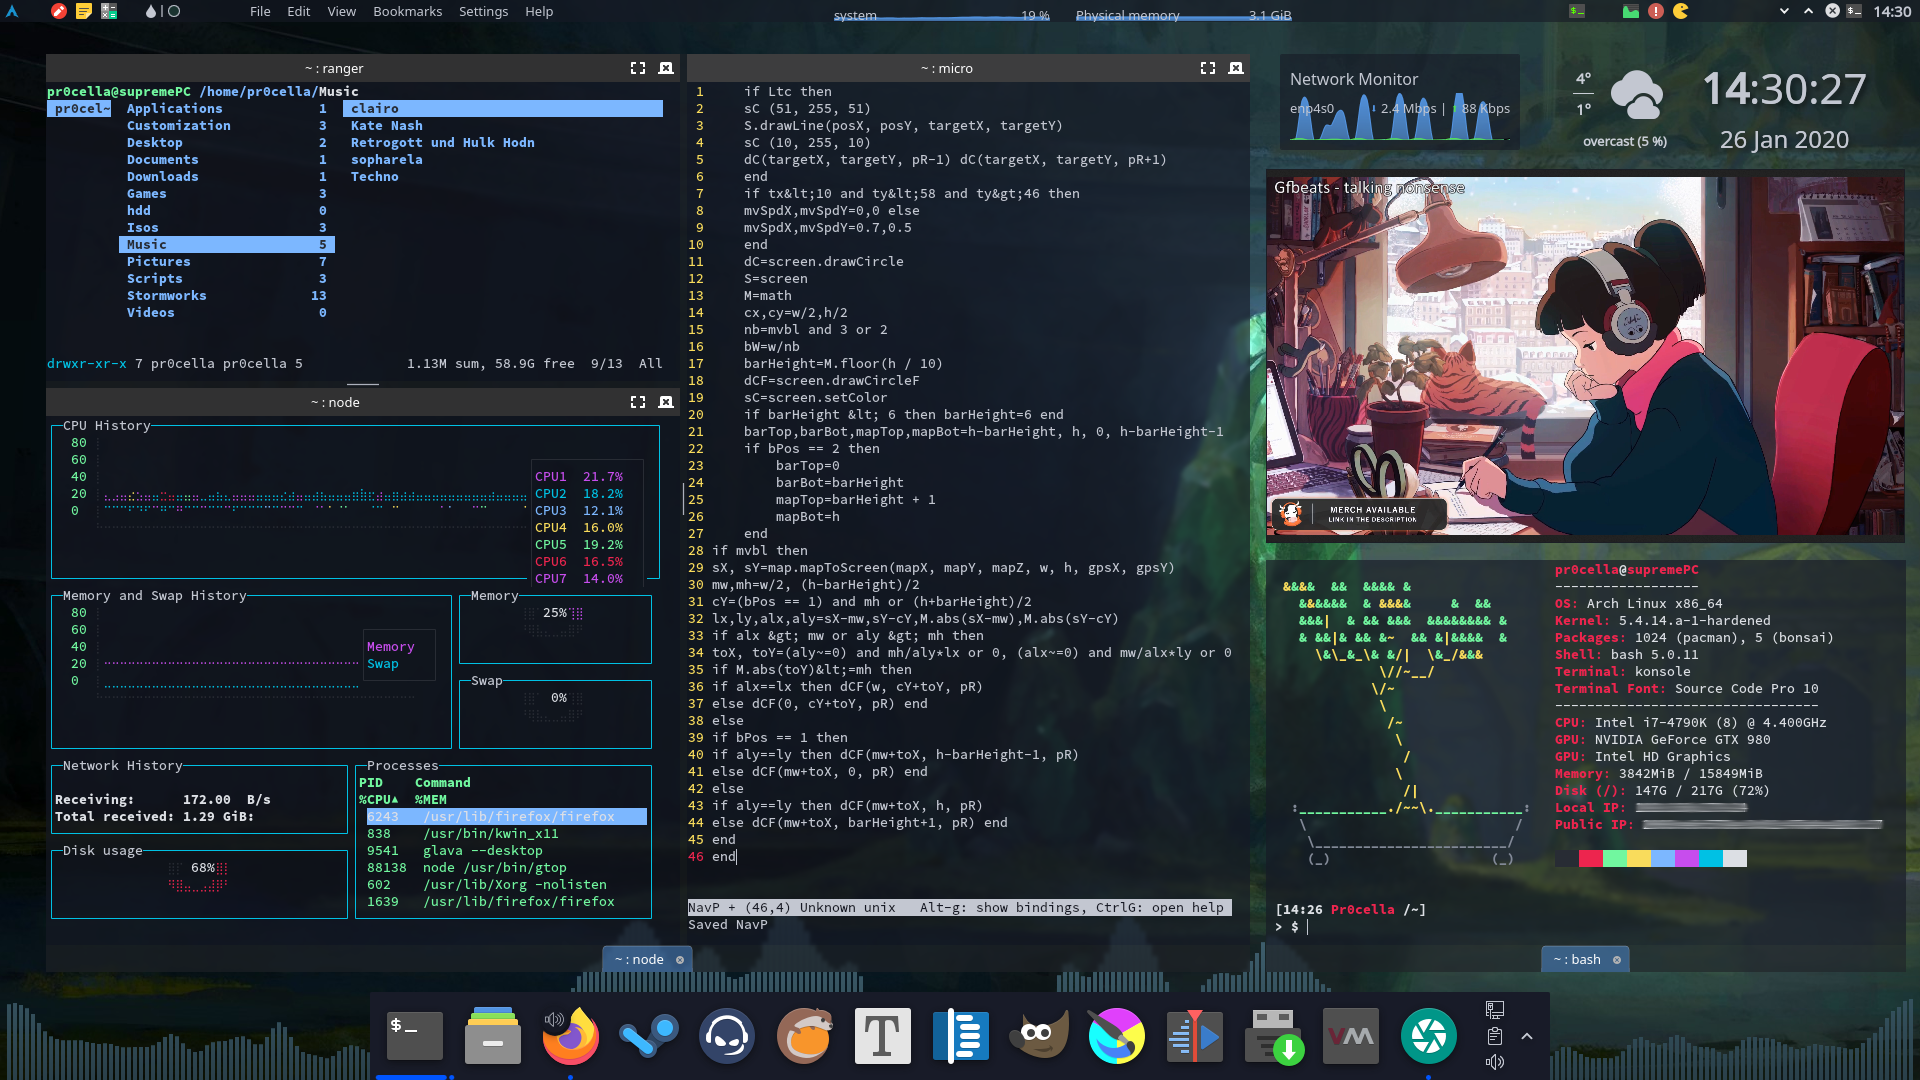 File Edit View Bookmarks Settings Help
system 19 % Physical memory 3.1 GiB
14:30
~ : ranger
pr0cella@supremePC /home/pr0cella/Music
pr0cel~ Applications 1 clairo
Customization 3 Kate Nash
Desktop 2 Retrogott und Hulk Hodn
Documents 1 sopharela
Downloads 1 Techno
Games 3
hdd 0
Isos 3
Music 5
Pictures 7
Scripts 3
Stormworks 13
Videos 0
drwxr-xr-x 7 pr0cella pr0cella 5 1.13M sum, 58.9G free 9/13 All
~ : node
CPU History
80
60
40
20
0
CPU1 21.7%
CPU2 18.2%
CPU3 12.1%
CPU4 16.0%
CPU5 19.2%
CPU6 16.5%
CPU7 14.0%
Memory and Swap History
80
60
40
20
0
Memory
Swap
Memory
25%
Swap
0%
Network History
Receiving: 172.00 B/s
Total received: 1.29 GiB:
Disk usage
68%
Processes
PID Command
%CPU▲ %MEM
6243 /usr/lib/firefox/firefox
838 /usr/bin/kwin_x11
9541 glava --desktop
88138 node /usr/bin/gtop
602 /usr/lib/Xorg -nolisten
1639 /usr/lib/firefox/firefox
~ : node
~ : micro
1 if Ltc then
2 sC (51, 255, 51)
3 S.drawLine(posX, posY, targetX, targetY)
4 sC (10, 255, 10)
5 dC(targetX, targetY, pR-1) dC(targetX, targetY, pR+1)
6 end
7 if tx&lt;10 and ty&lt;58 and ty&gt;46 then
8 mvSpdX,mvSpdY=0,0 else
9 mvSpdX,mvSpdY=0.7,0.5
10 end
11 dC=screen.drawCircle
12 S=screen
13 M=math
14 cx,cy=w/2,h/2
15 nb=mvbl and 3 or 2
16 bW=w/nb
17 barHeight=M.floor(h / 10)
18 dCF=screen.drawCircleF
19 sC=screen.setColor
20 if barHeight &lt; 6 then barHeight=6 end
21 barTop,barBot,mapTop,mapBot=h-barHeight, h, 0, h-barHeight-1
22 if bPos == 2 then
23 barTop=0
24 barBot=barHeight
25 mapTop=barHeight + 1
26 mapBot=h
27 end
28 if mvbl then
29 sX, sY=map.mapToScreen(mapX, mapY, mapZ, w, h, gpsX, gpsY)
30 mw,mh=w/2, (h-barHeight)/2
31 cY=(bPos == 1) and mh or (h+barHeight)/2
32 lx,ly,alx,aly=sX-mw,sY-cY,M.abs(sX-mw),M.abs(sY-cY)
33 if alx &gt; mw or aly &gt; mh then
34 toX, toY=(aly~=0) and mh/aly*lx or 0, (alx~=0) and mw/alx*ly or 0
35 if M.abs(toY)&lt;=mh then
36 if alx==lx then dCF(w, cY+toY, pR)
37 else dCF(0, cY+toY, pR) end
38 else
39 if bPos == 1 then
40 if aly==ly then dCF(mw+toX, h-barHeight-1, pR)
41 else dCF(mw+toX, 0, pR) end
42 else
43 if aly==ly then dCF(mw+toX, h, pR)
44 else dCF(mw+toX, barHeight+1, pR) end
45 end
46 end
NavP + (46,4) Unknown unix Alt-g: show bindings, CtrlG: open help
Saved NavP
Network Monitor
enp4s0 2.4 Mbps | 88 Kbps
4°
1°
overcast (5 %)
14:30:27
26 Jan 2020
Gfbeats - talking nonsense
MERCH AVAILABLE
LINK IN THE DESCRIPTION
pr0cella@supremePC
------------------
OS: Arch Linux x86_64
Kernel: 5.4.14.a-1-hardened
Packages: 1024 (pacman), 5 (bonsai)
Shell: bash 5.0.11
Terminal: konsole
Terminal Font: Source Code Pro 10
---------------------------------
CPU: Intel i7-4790K (8) @ 4.400GHz
GPU: NVIDIA GeForce GTX 980
GPU: Intel HD Graphics
Memory: 3842MiB / 15849MiB
Disk (/): 147G / 217G (72%)
Local IP:
Public IP:
[14:26 Pr0cella /~]
> $
~ : bash
$_
T
VM